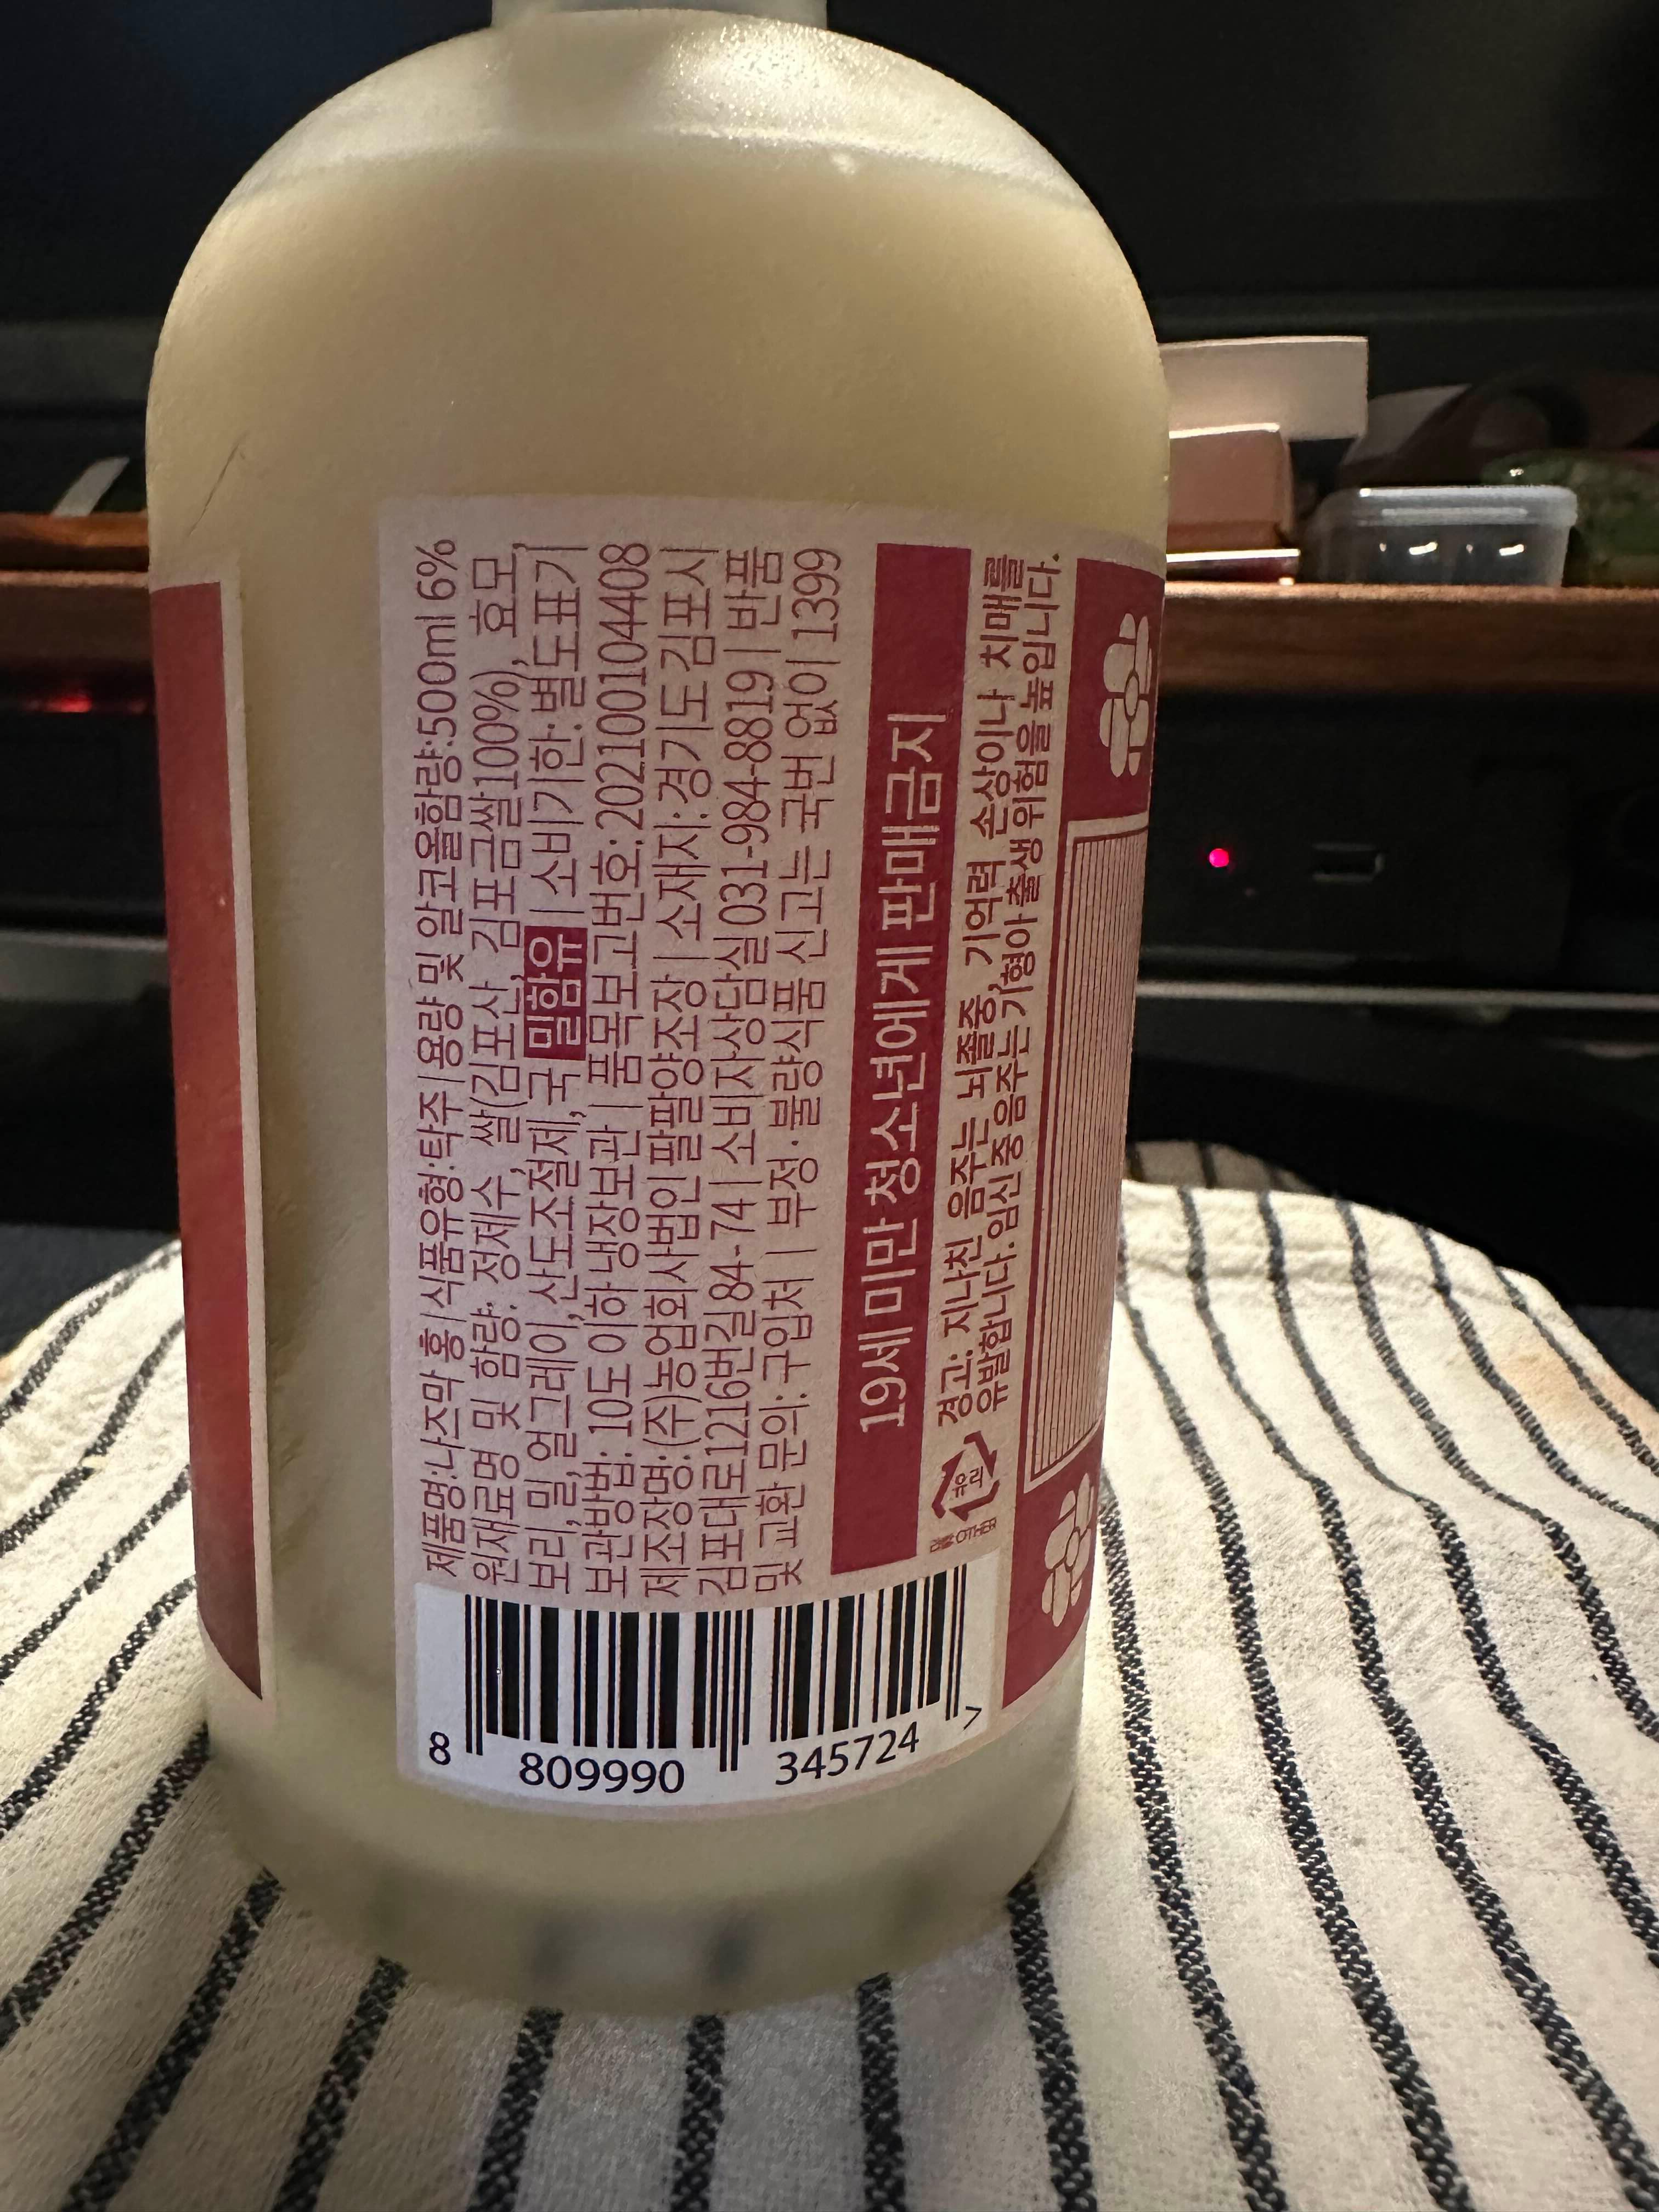 제품명:나즈막 홍 | 식품유형:탁주 | 용량 및 알코올함량:500ml 6%
원재료명 및 함량: 정제수, 쌀(김포산, 김포금쌀100%), 효모,
보리, 밀, 얼그레이, 산도조절제, 국 밀함유 | 소비기한:별도표기 |
보관방법: 10도 이하 냉장보관 | 품목보고번호: 20210010440​8
제조장명:(주)농업회사법인 팔팔양조장 | 소재지:경기도 김포시
김포대로1216번길 84-74 | 소비자상담실 031-984-8819 | 반품
및 교환 문의: 구입처 | 부정·불량식품 신고는 국번 없이 1399
19세 미만 청소년에게 판매금지
경고: 지나친 음주는 뇌졸중, 기억력 손상이나 치매를
유발합니다. 임신 중 음주는 기형아 출생 위험을 높입니다.
유리
OTHER
8 809990 345724 >